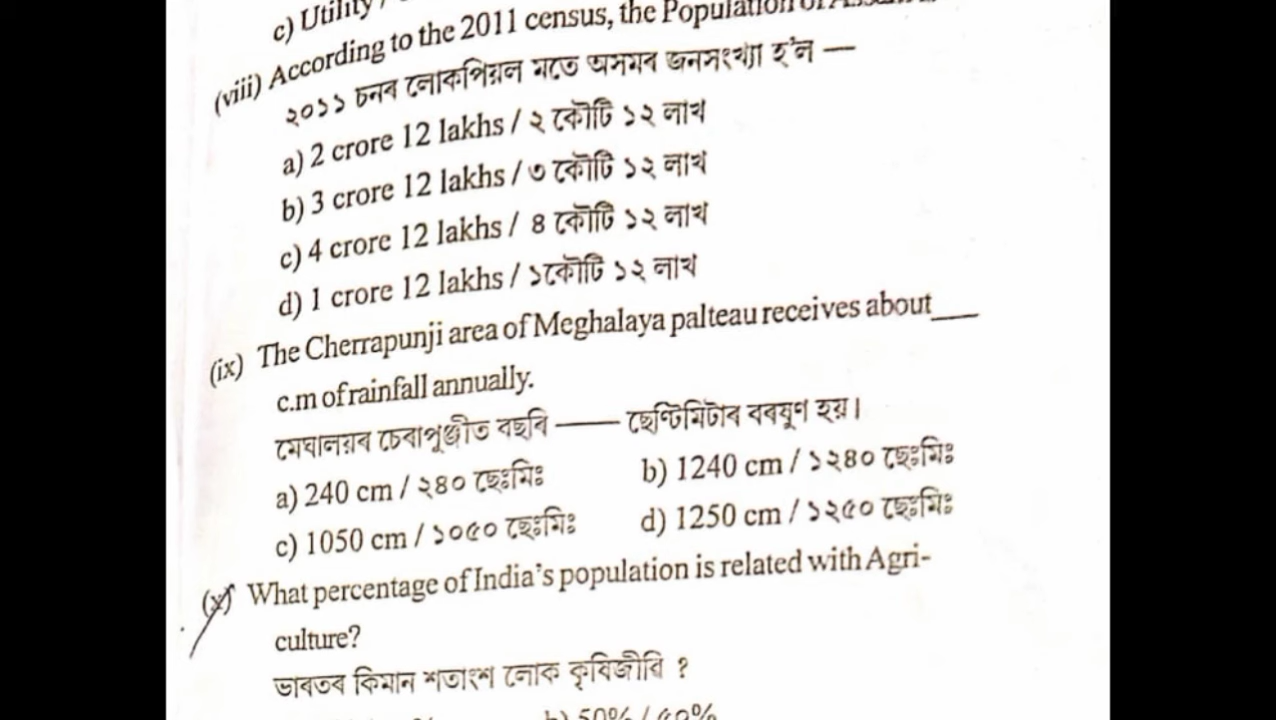 c) Utility /
(viii) According to the 2011 census, the Population of
২০১১ চনৰ লোকপিয়ল মতে অসমৰ জনসংখ্যা হ'ল —
a) 2 crore 12 lakhs / ২ কৌটি ১২ লাখ
b) 3 crore 12 lakhs / ৩ কৌটি ১২ লাখ
c) 4 crore 12 lakhs / 8 কৌটি ১২ লাখ
d) 1 crore 12 lakhs / ১কৌটি ১২ লাখ
(ix) The Cherrapunji area of Meghalaya palteau receives about___
c.m of rainfall annually.
মেঘালয়ৰ চেৰাপুঞ্জীত বছৰি —— ছেণ্টিমিটাৰ বৰষূণ হয়।
a) 240 cm / ২৪০ ছেঃমিঃ b) 1240 cm / ১২৪০ ছেঃমিঃ
c) 1050 cm / ১০৫০ ছেঃমিঃ d) 1250 cm / ১২৫০ ছেঃমিঃ
(x) What percentage of India's population is related with Agri-
culture?
ভাৰতৰ কিমান শতাংশ লোক কৃষিজীৱি ?
b) 50% / ৫০%